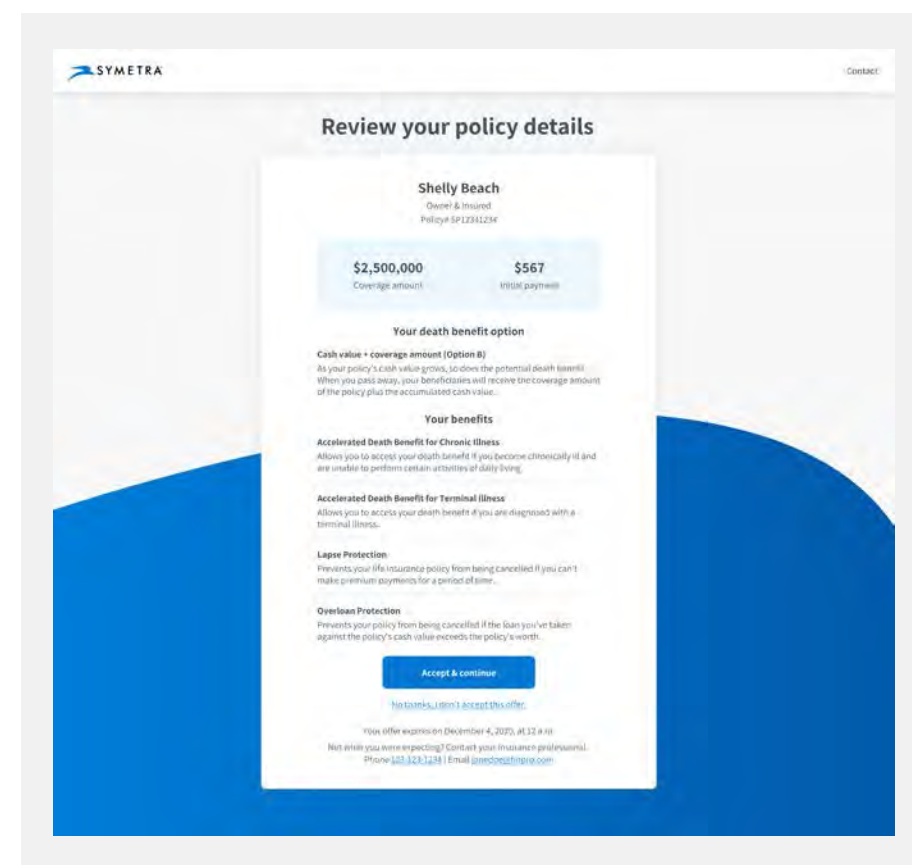 SYMETRA
Contact
Review your policy details
Shelly Beach
Owner & Insured
Policy# SP12341234
$2,500,000
$567
Coverage amount
Initial payment
Your death benefit option
Cash value + coverage amount (Option B)
As your policy's cash value grows, so does the potential death benefit.
When you pass away, your beneficiaries will receive the coverage amount
of the policy plus the accumulated cash value.
Your benefits
Accelerated Death Benefit for Chronic Illness
Allows you to access your death benefit if you become chronically ill and
are unable to perform certain activities of daily living.
Accelerated Death Benefit for Terminal Illness
Allows you to access your death benefit if you are diagnosed with a
terminal illness.
Lapse Protection
Prevents your life insurance policy from being cancelled if you can't
make premium payments for a period of time.
Overloan Protection
Prevents your policy from being cancelled if the loan you've taken
against the policy's cash value exceeds the policy's worth.
Accept & continue
No thanks, I don't accept this offer.
Your offer expires on December 4, at 12 a.m.
Not what you were expecting? Contact your insurance professional.
Phone 123-123-1234 | Email